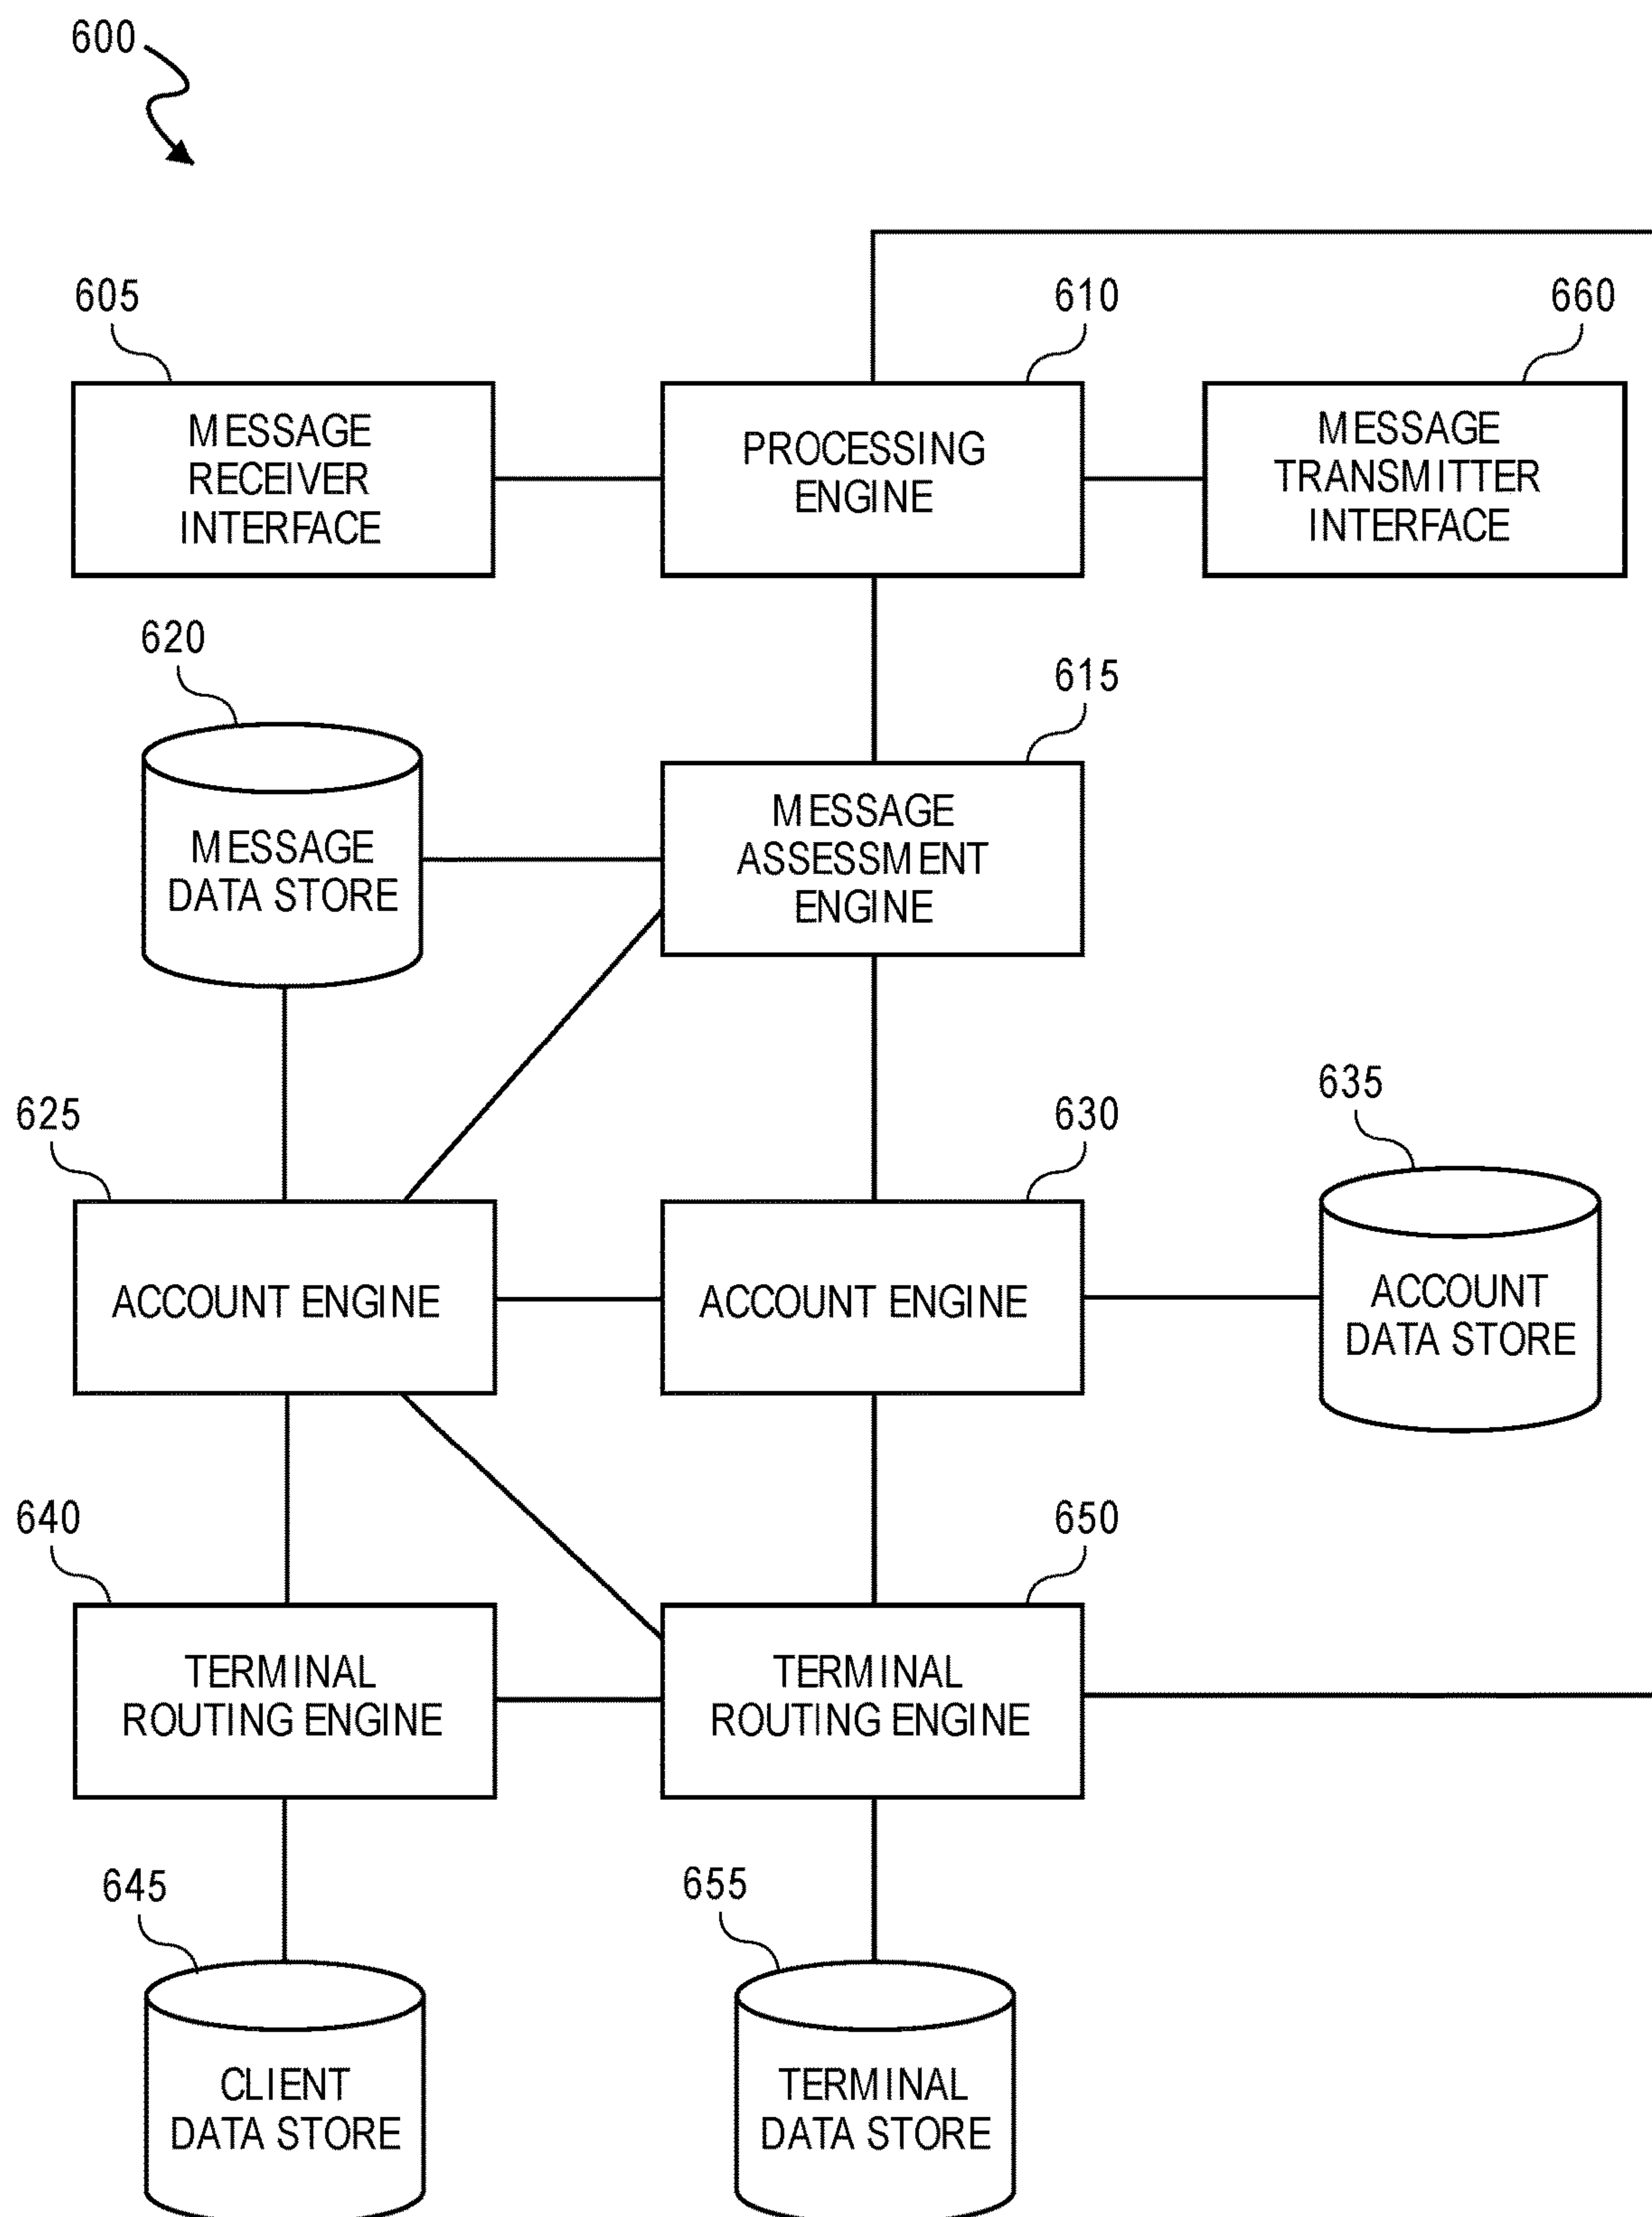 600
605
610
660
MESSAGE
RECEIVER
INTERFACE
PROCESSING
ENGINE
MESSAGE
TRANSMITTER
INTERFACE
620
615
MESSAGE
DATA STORE
MESSAGE
ASSESSMENT
ENGINE
625
630
635
ACCOUNT ENGINE
ACCOUNT ENGINE
ACCOUNT
DATA STORE
640
650
TERMINAL
ROUTING ENGINE
TERMINAL
ROUTING ENGINE
645
655
CLIENT
DATA STORE
TERMINAL
DATA STORE